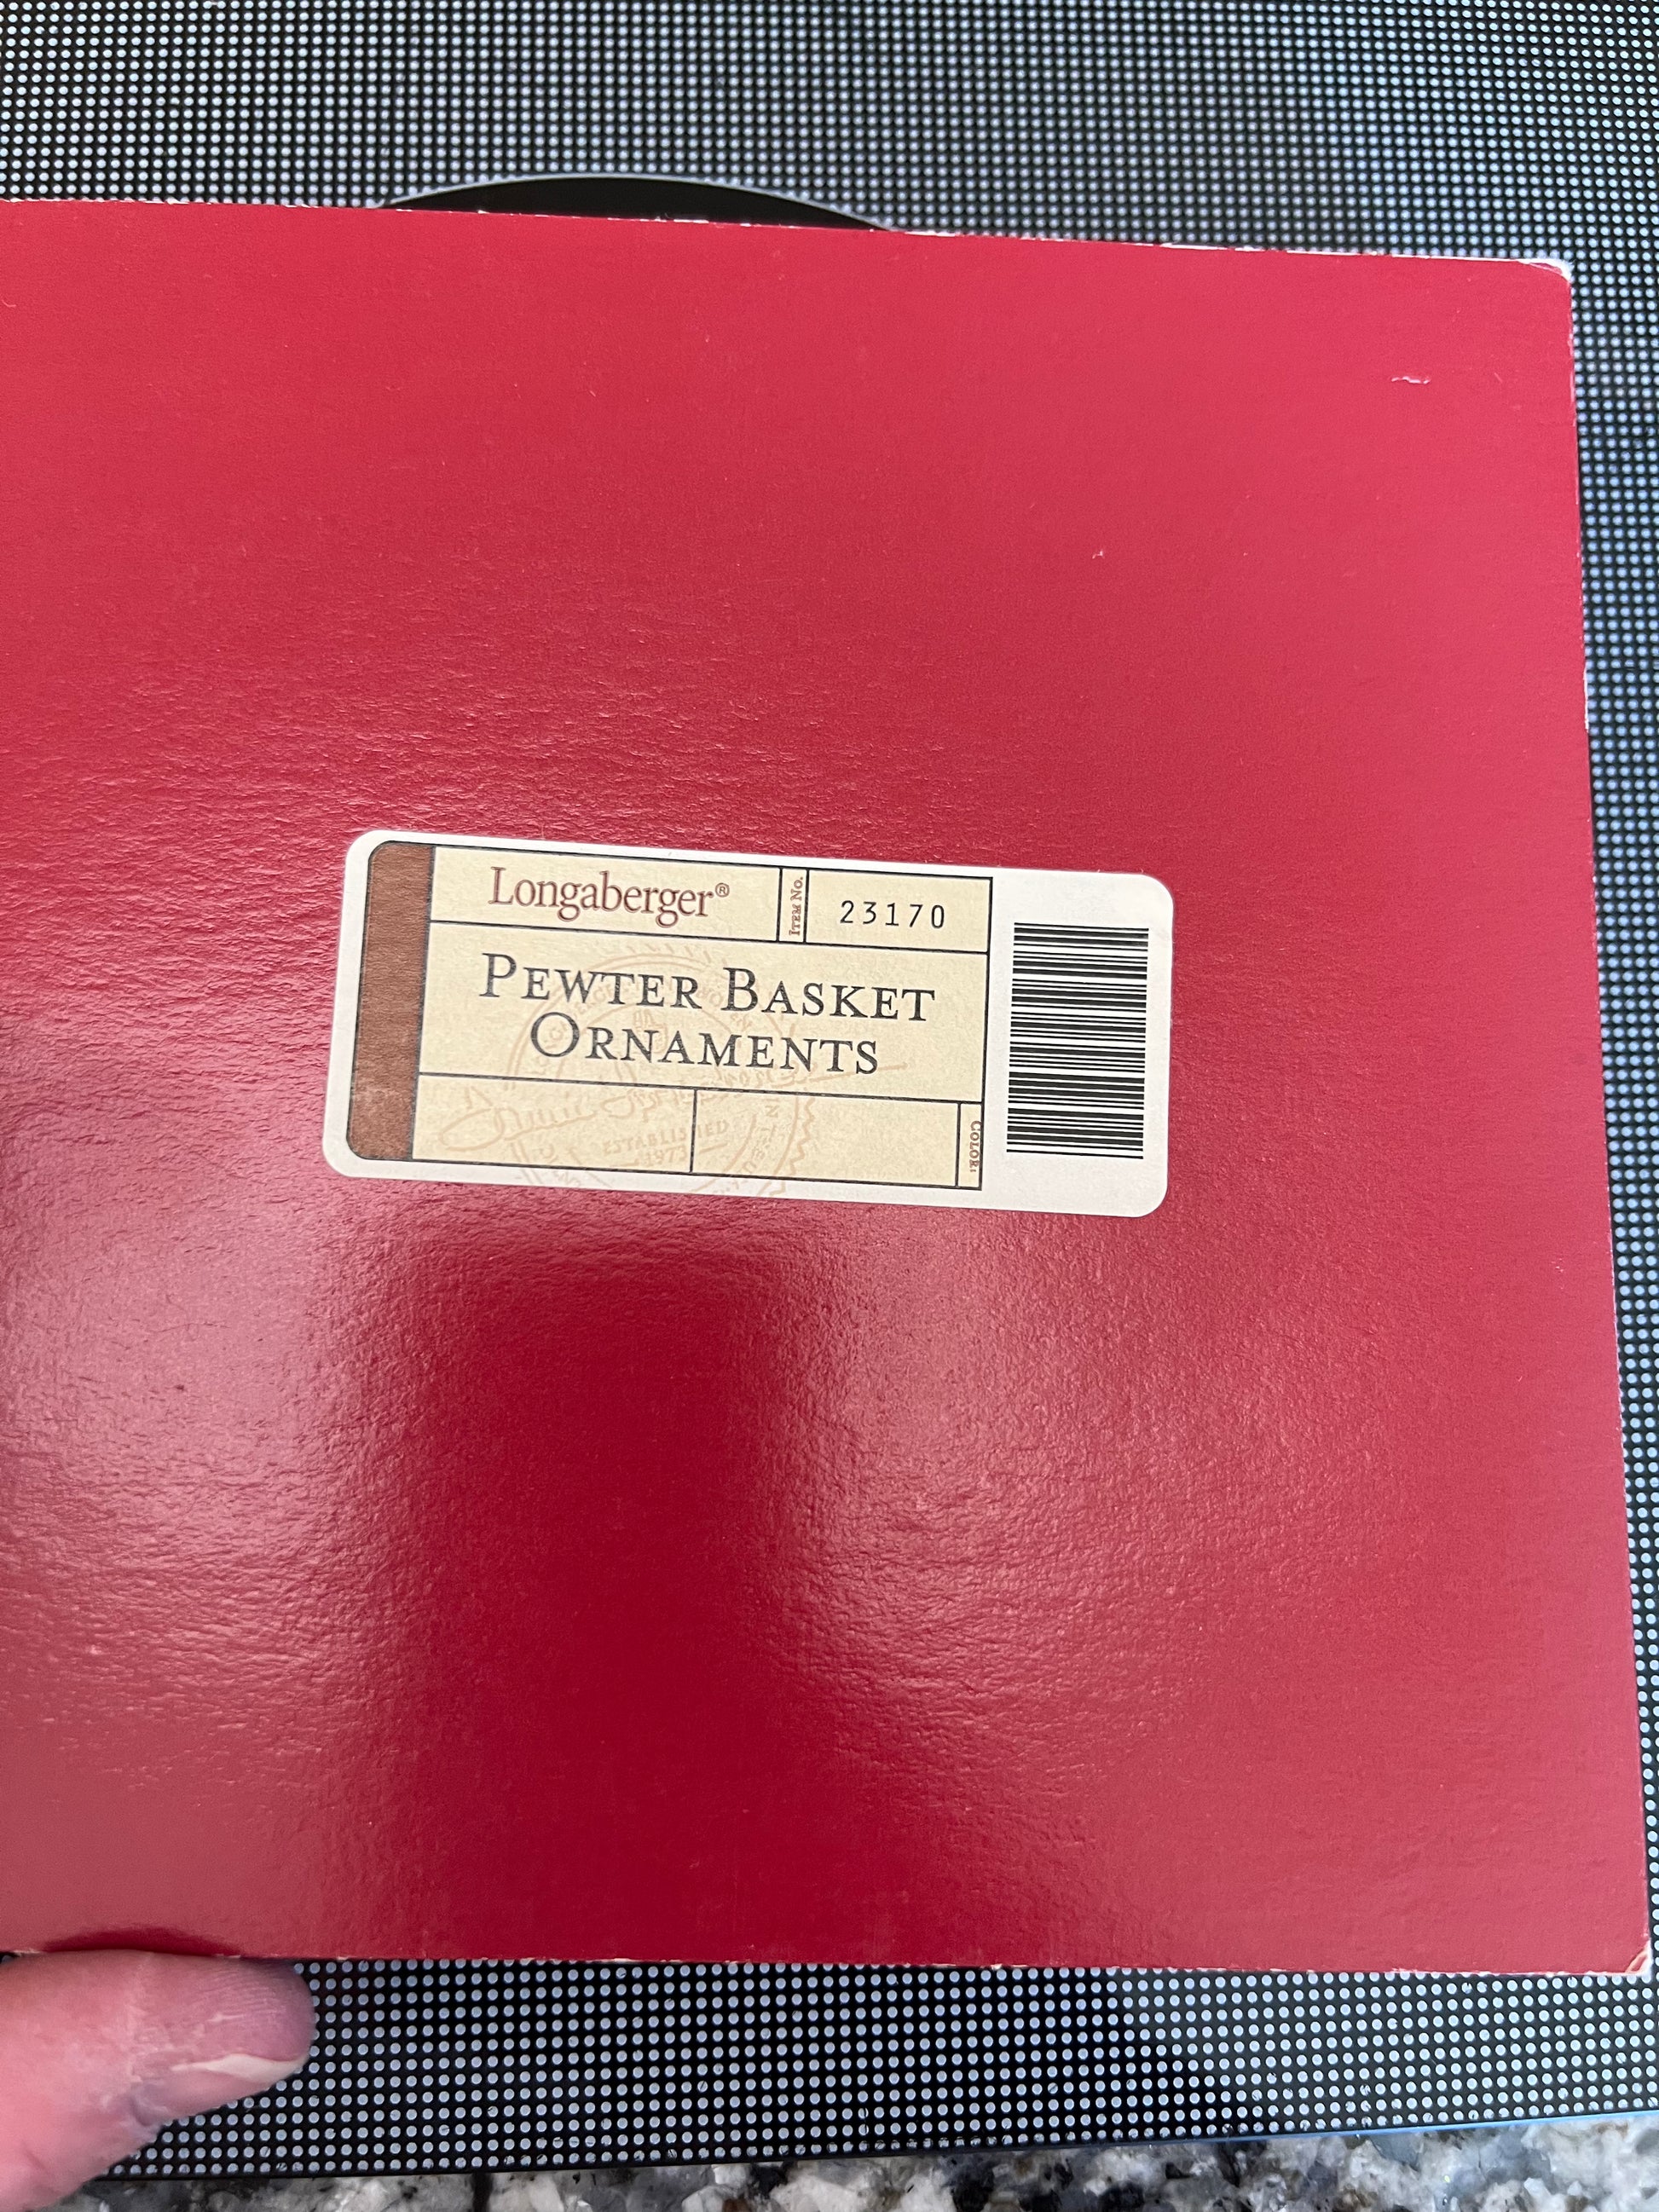 Longaberger®
ITEM NO.
23170
PEWTER BASKET
ORNAMENTS
ESTABLISHED
1973
COLOR: